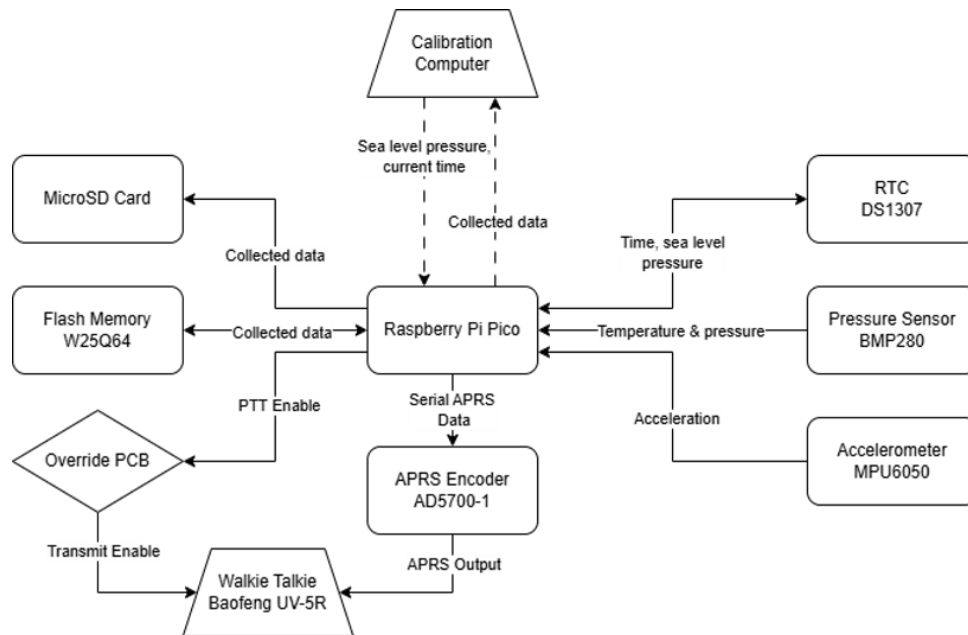 Calibration
Computer
Sea level pressure,
current time
Collected data
MicroSD Card
Collected data
RTC
DS1307
Time, sea level
pressure
Flash Memory
W25Q64
Collected data
Raspberry Pi Pico
Temperature & pressure
Pressure Sensor
BMP280
PTT Enable
Serial APRS
Data
Acceleration
Override PCB
APRS Encoder
AD5700-1
Accelerometer
MPU6050
Transmit Enable
APRS Output
Walkie Talkie
Baofeng UV-5R